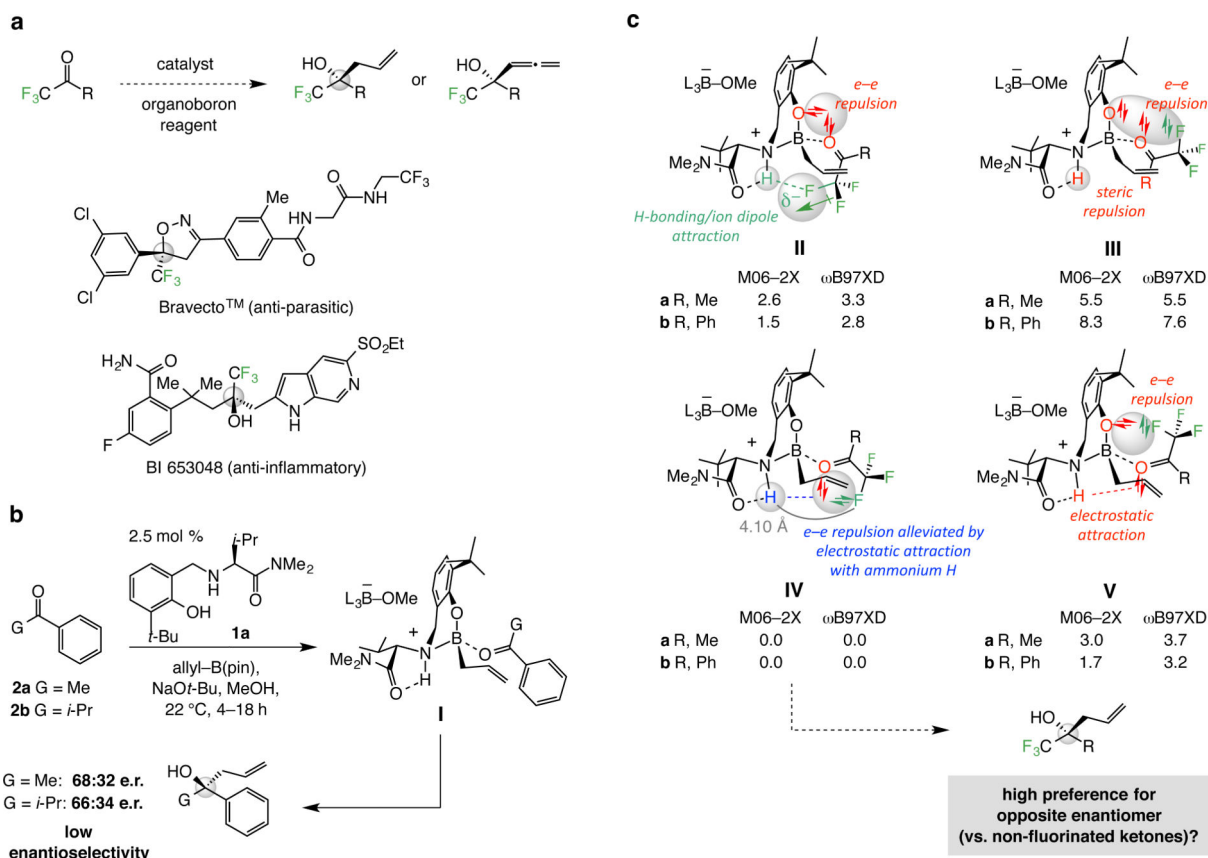 a
O
F3C
R
catalyst
organoboron
reagent
HO
F3C R
or
HO
F3C R
Cl
Cl
O–N
CF3
Me
O
N
H
O
HN
CF3
Bravecto™ (anti-parasitic)
H2N
O
Me
Me
CF3
OH
F
N
H
N
SO2Et
BI 653048 (anti-inflammatory)
b
O
G
2a G = Me
2b G = i-Pr
2.5 mol %
i-Pr
N
H
NMe2
OH
O
t-Bu
1a
allyl–B(pin),
NaOt-Bu, MeOH,
22 °C, 4–18 h
L3B–OMe
+
O
N
B
G
O
Me2N
O
H
I
G = Me: 68:32 e.r.
G = i-Pr: 66:34 e.r.
low
enantioselectivity
HO
G
c
L3B–OMe
e–e
repulsion
O
+
O
N
B
R
Me2N
O
H
δ–
F
F
F
H-bonding/ion dipole
attraction
II
M06–2X ωB97XD
a R, Me 2.6 3.3
b R, Ph 1.5 2.8
L3B–OMe
e–e
repulsion
O
F
F
F
+
O
N
B
R
Me2N
O
H
steric
repulsion
III
M06–2X ωB97XD
a R, Me 5.5 5.5
b R, Ph 8.3 7.6
L3B–OMe
+
O
R
N
B
O
F
F
F
Me2N
O
H
4.10 Å
e–e repulsion alleviated by
electrostatic attraction
with ammonium H
IV
M06–2X ωB97XD
a R, Me 0.0 0.0
b R, Ph 0.0 0.0
L3B–OMe
e–e
repulsion
+
O
F
F
F
N
B
O
R
Me2N
O
H
electrostatic
attraction
V
M06–2X ωB97XD
a R, Me 3.0 3.7
b R, Ph 1.7 3.2
HO
F3C R
high preference for
opposite enantiomer
(vs. non-fluorinated ketones)?